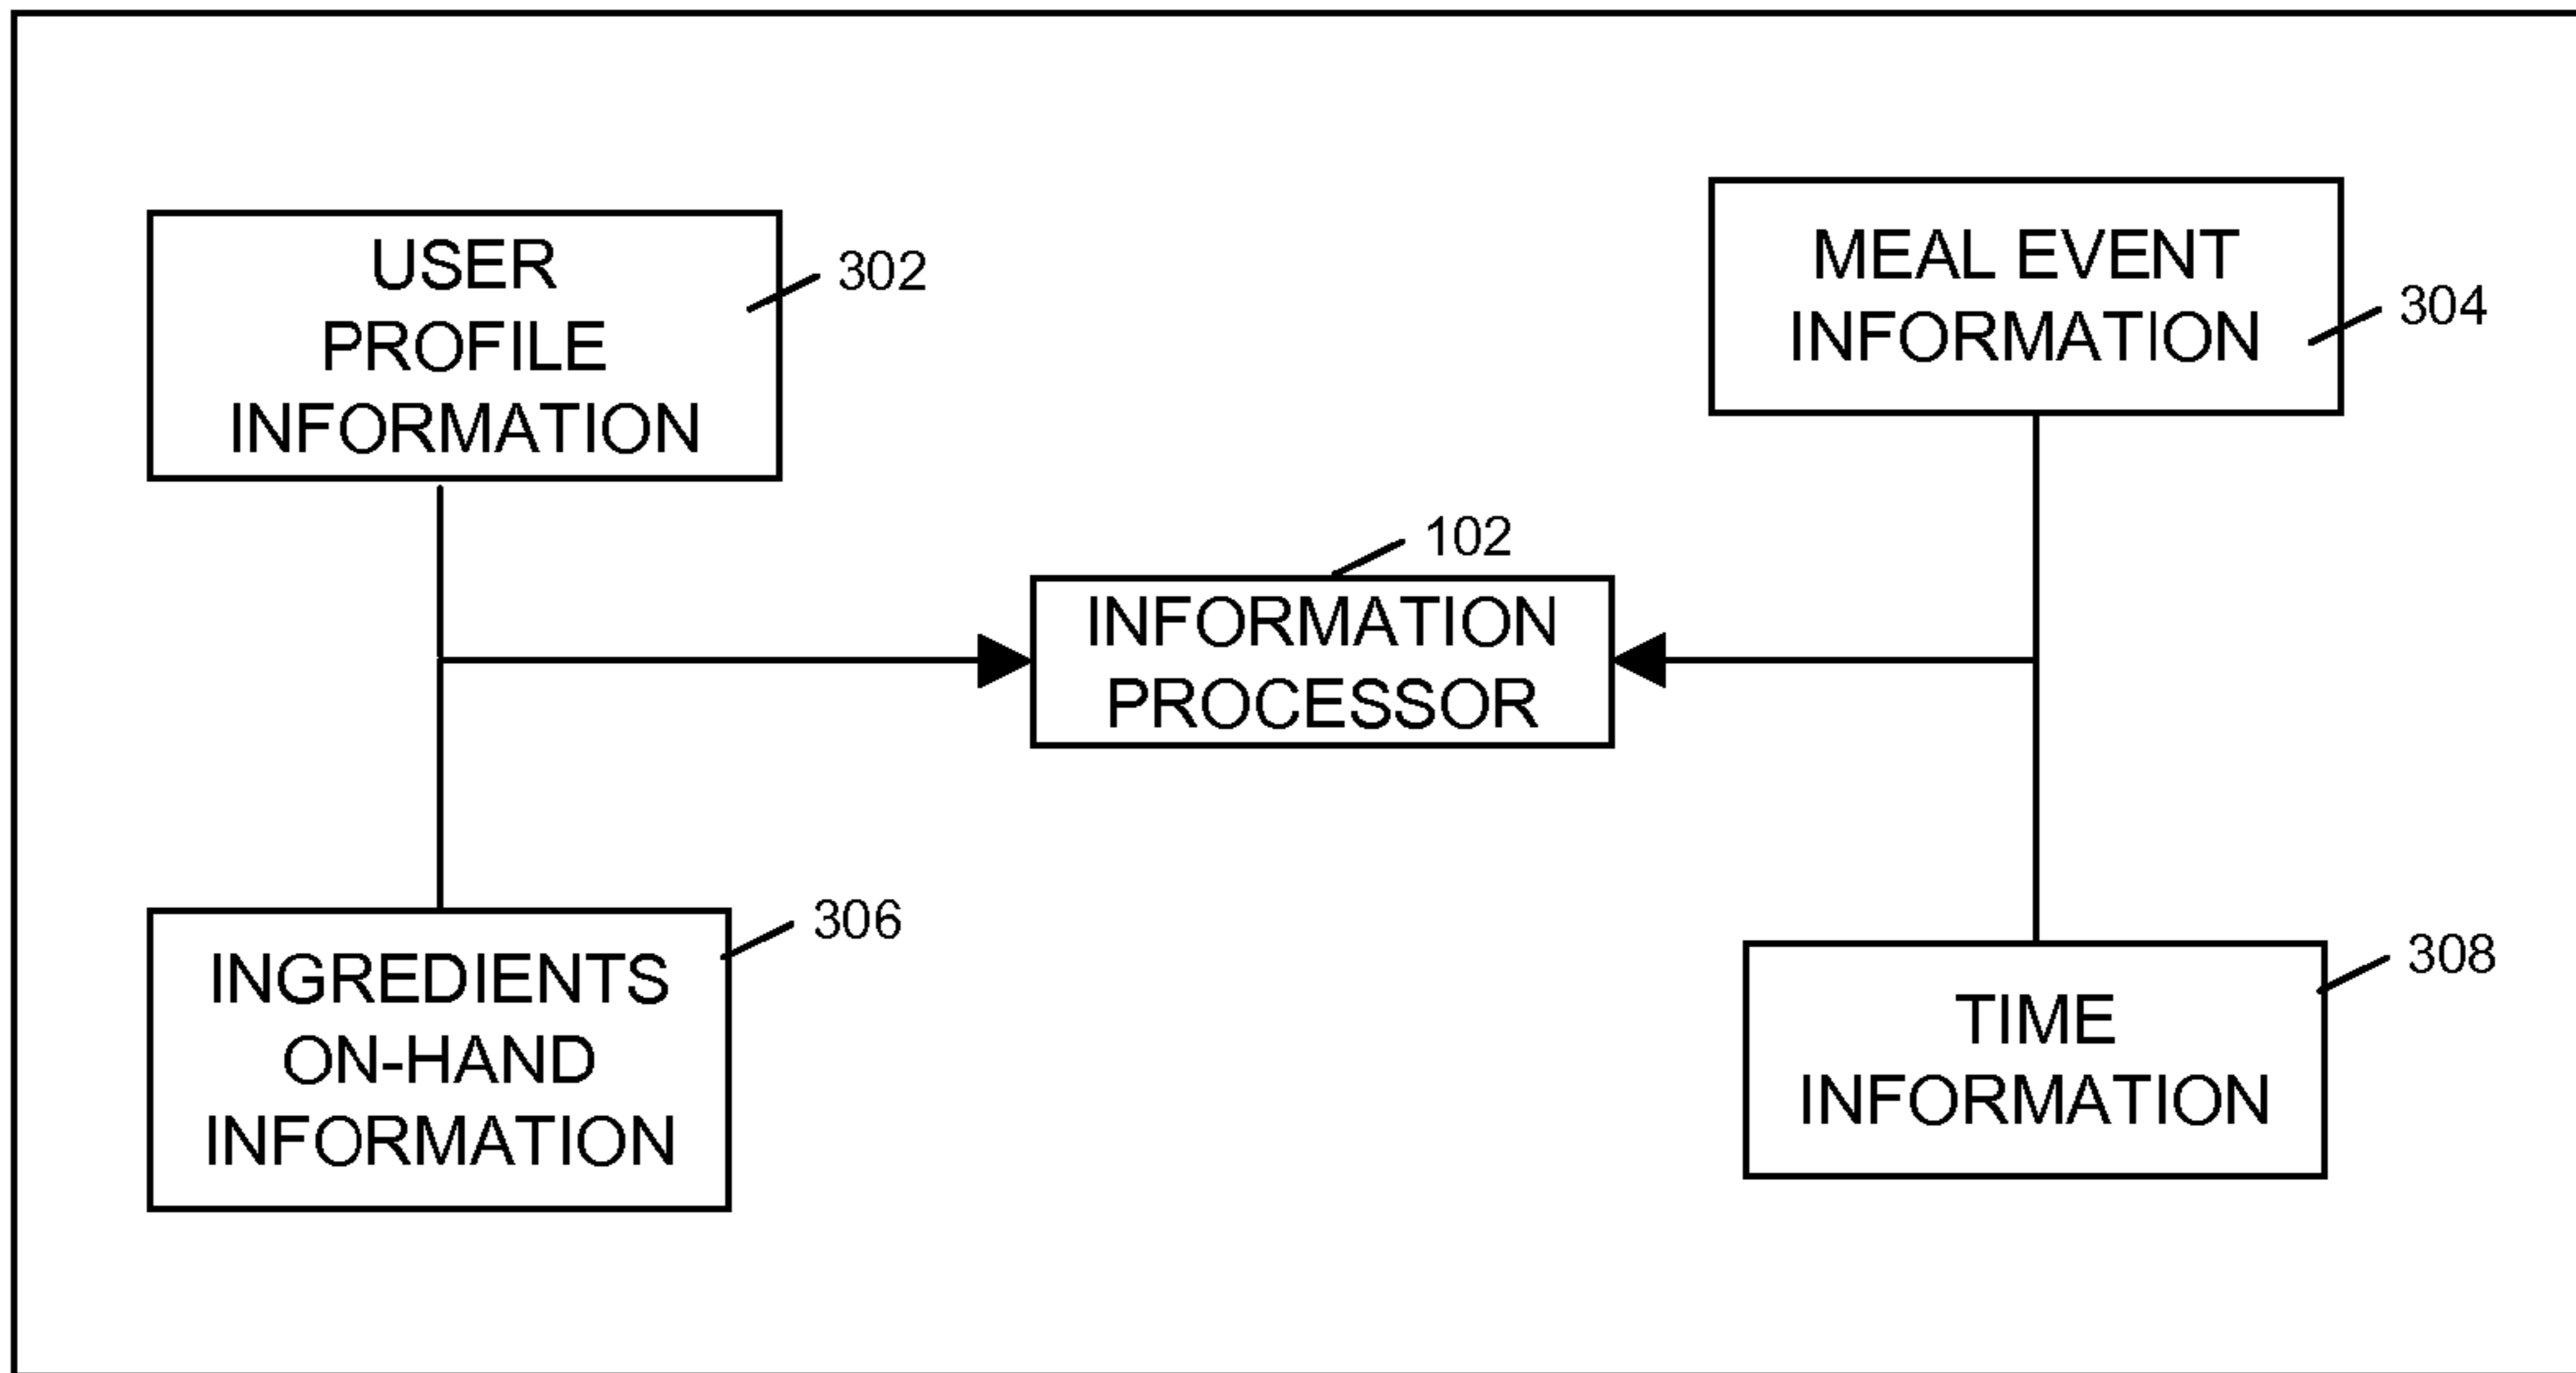 USER
PROFILE
INFORMATION
302
MEAL EVENT
INFORMATION
304
102
INFORMATION
PROCESSOR
306
INGREDIENTS
ON-HAND
INFORMATION
308
TIME
INFORMATION